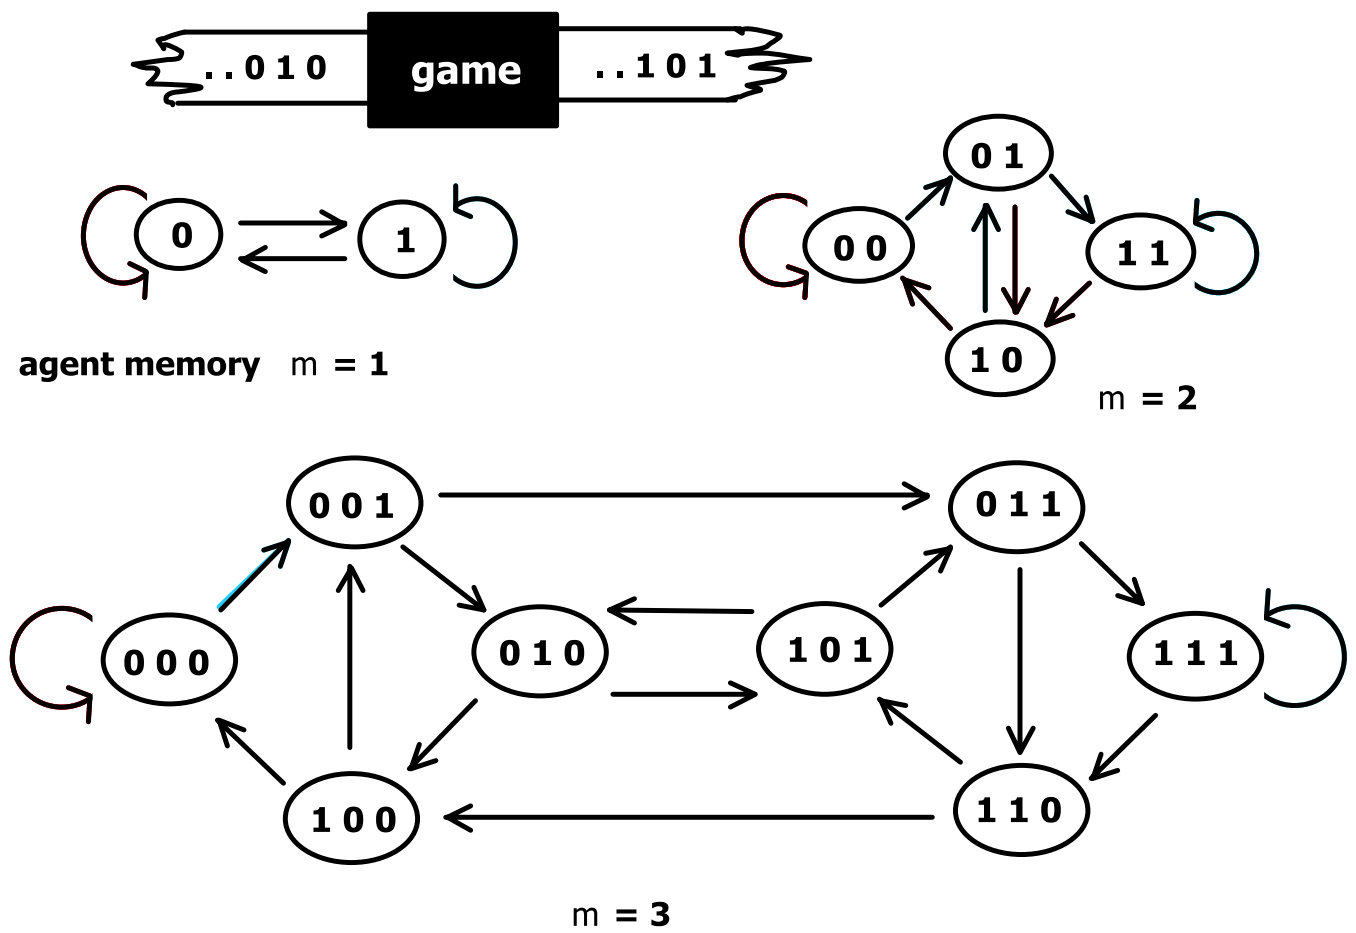 ..0 1 0 game ..1 0 1
0 1
0 1
0 0
1 1
1 0
agent memory m = 1
m = 2
0 0 1
0 1 1
0 0 0
0 1 0
1 0 1
1 1 1
1 0 0
1 1 0
m = 3